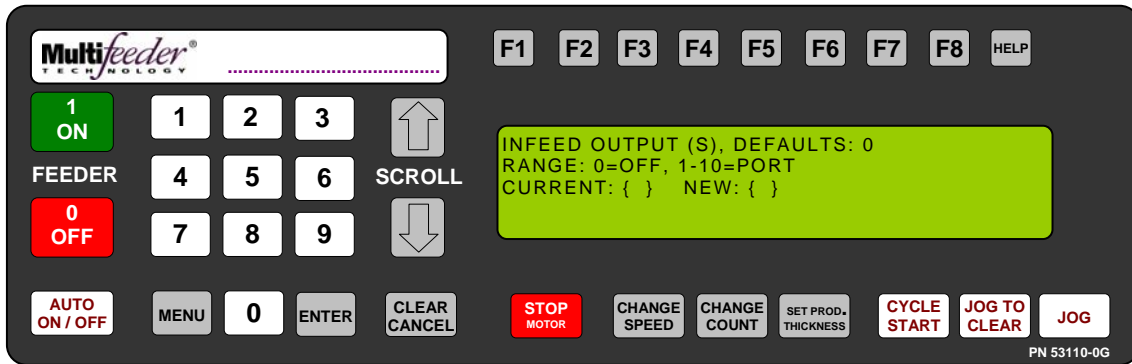 Multifeeder®
TECHNOLOGY
F1 F2 F3 F4 F5 F6 F7 F8 HELP
1
ON
FEEDER
0
OFF
1 2 3
4 5 6
7 8 9
SCROLL
INFEED OUTPUT (S), DEFAULTS: 0
RANGE: 0=OFF, 1-10=PORT
CURRENT: { } NEW: { }
AUTO
ON / OFF
MENU
0
ENTER
CLEAR
CANCEL
STOP
MOTOR
CHANGE
SPEED
CHANGE
COUNT
SET PROD.
THICKNESS
CYCLE
START
JOG TO
CLEAR
JOG
PN 53110-0G